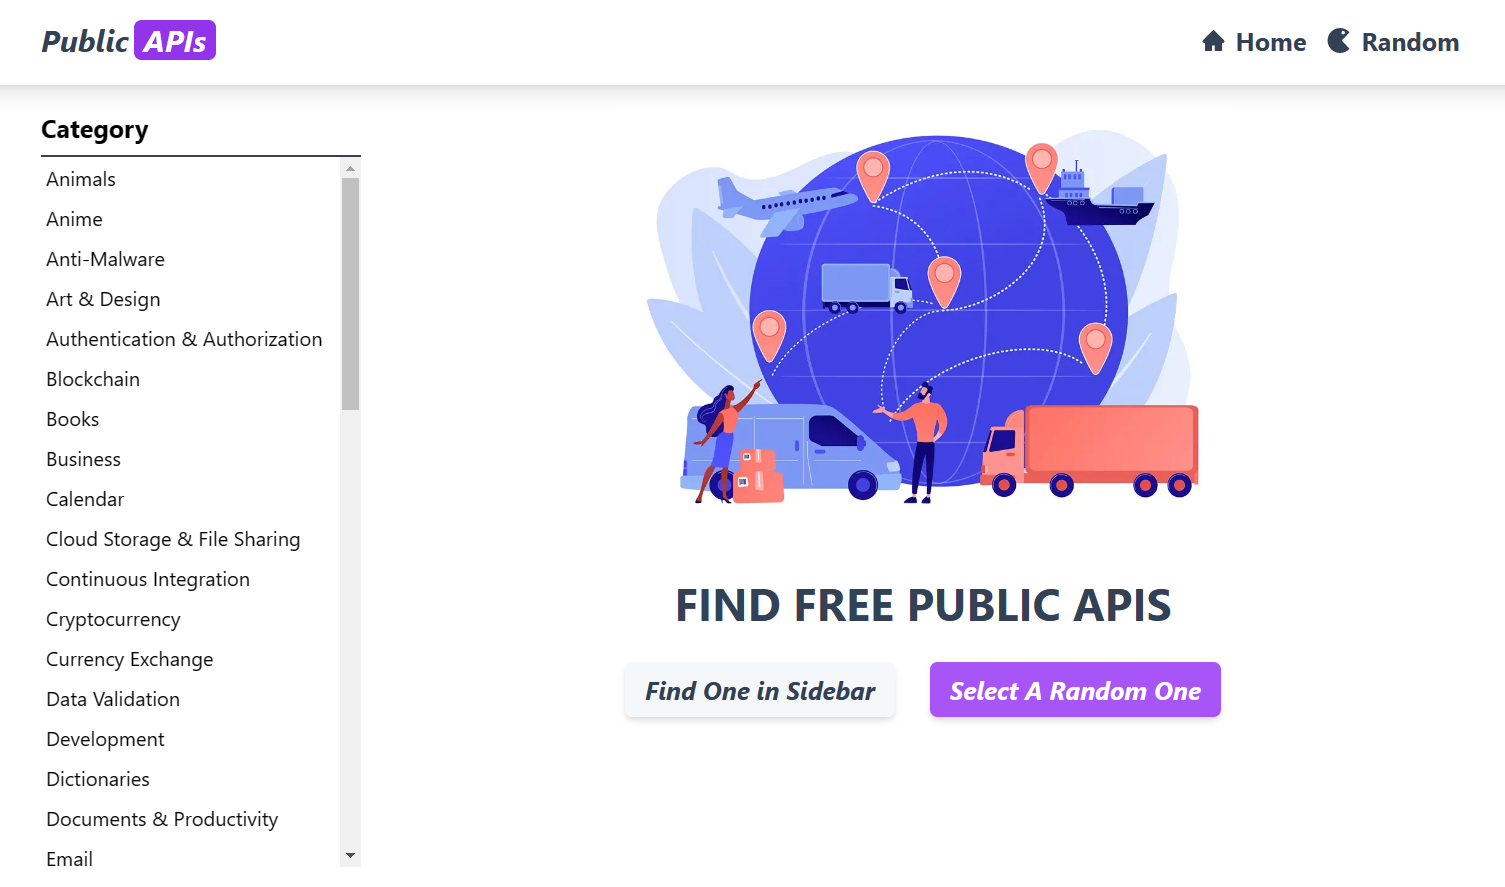 Public APIs
Home
Random
Category
Animals
Anime
Anti-Malware
Art & Design
Authentication & Authorization
Blockchain
Books
Business
Calendar
Cloud Storage & File Sharing
Continuous Integration
Cryptocurrency
Currency Exchange
Data Validation
Development
Dictionaries
Documents & Productivity
Email
FIND FREE PUBLIC APIS
Find One in Sidebar
Select A Random One